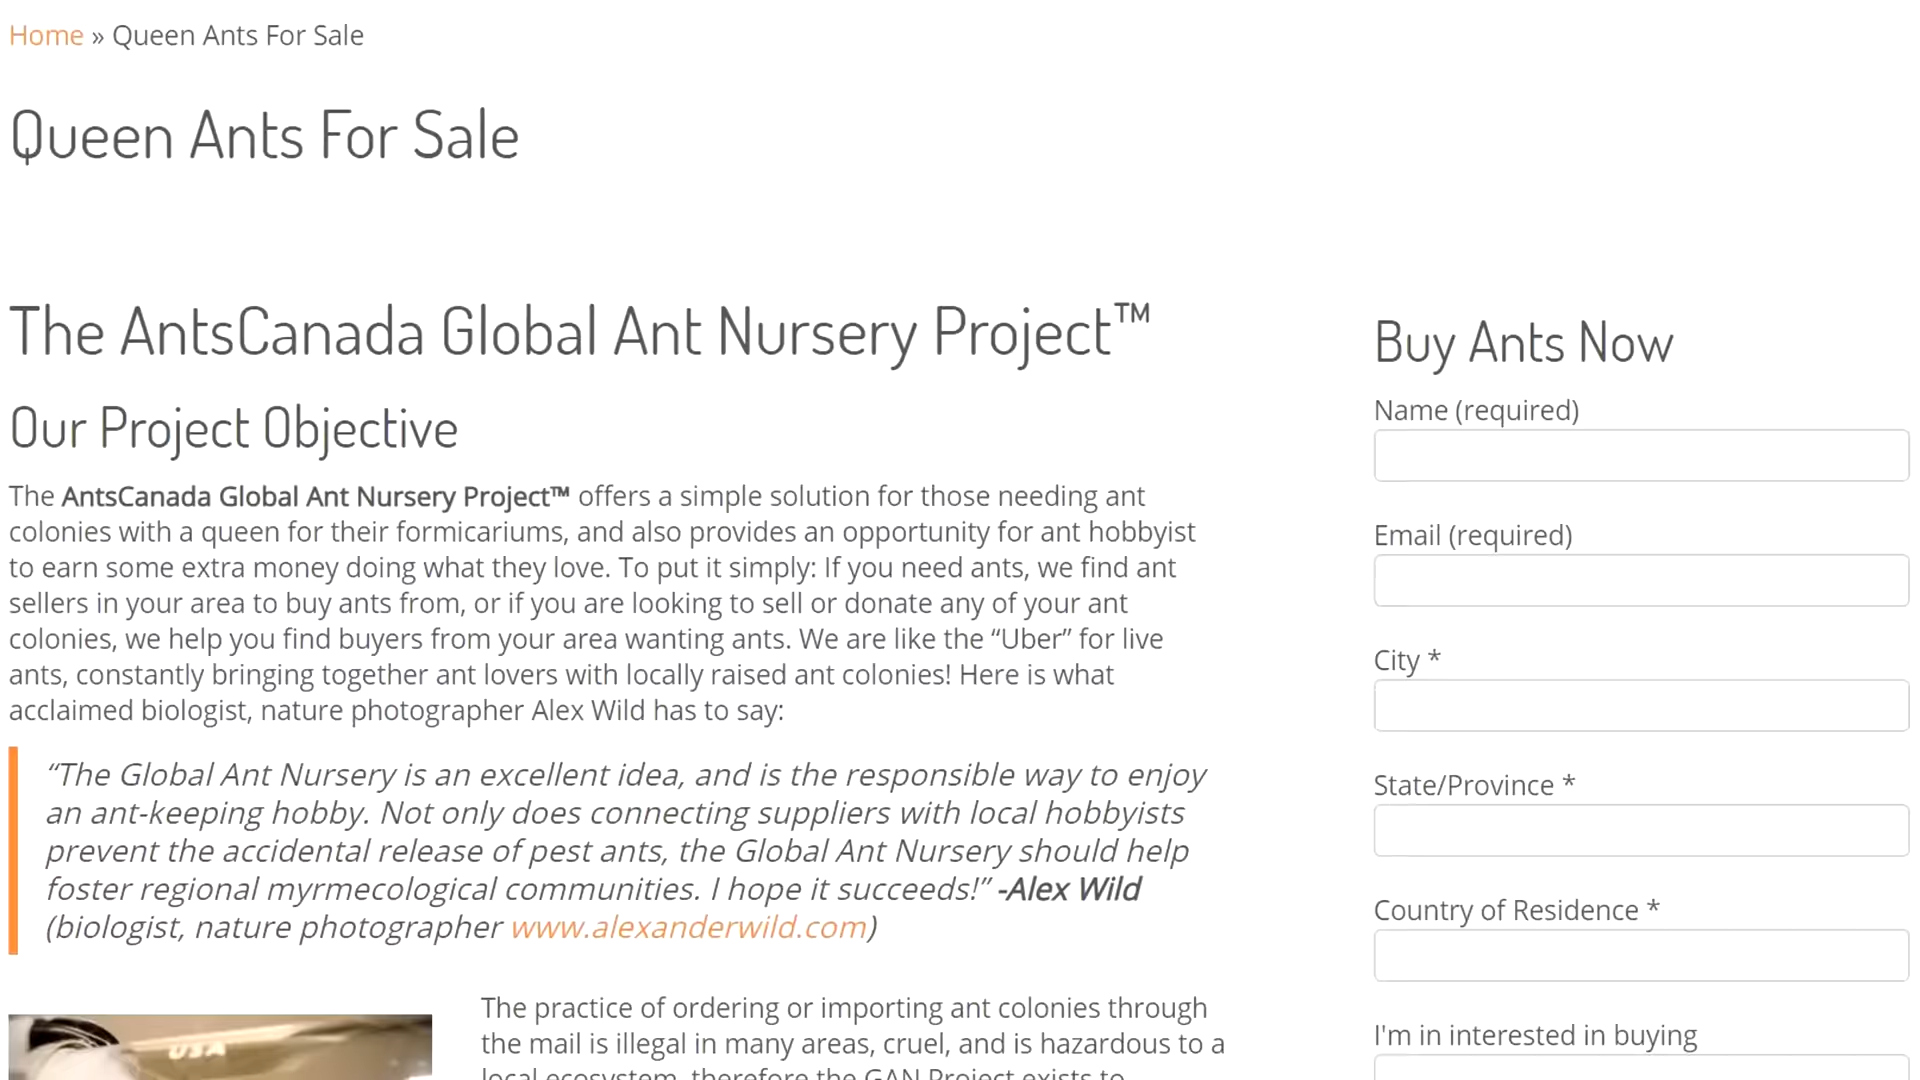 Home » Queen Ants For Sale
Queen Ants For Sale
The AntsCanada Global Ant Nursery Project™
Our Project Objective
The AntsCanada Global Ant Nursery Project™ offers a simple solution for those needing ant
colonies with a queen for their formicariums, and also provides an opportunity for ant hobbyist
to earn some extra money doing what they love. To put it simply: If you need ants, we find ant
sellers in your area to buy ants from, or if you are looking to sell or donate any of your ant
colonies, we help you find buyers from your area wanting ants. We are like the “Uber” for live
ants, constantly bringing together ant lovers with locally raised ant colonies! Here is what
acclaimed biologist, nature photographer Alex Wild has to say:
“The Global Ant Nursery is an excellent idea, and is the responsible way to enjoy
an ant-keeping hobby. Not only does connecting suppliers with local hobbyists
prevent the accidental release of pest ants, the Global Ant Nursery should help
foster regional myrmecological communities. I hope it succeeds!” -Alex Wild
(biologist, nature photographer www.alexanderwild.com)
USA
The practice of ordering or importing ant colonies through
the mail is illegal in many areas, cruel, and is hazardous to a
local ecosystem, therefore the GAN Project exists to
Buy Ants Now
Name (required)
Email (required)
City *
State/Province *
Country of Residence *
I'm in interested in buying